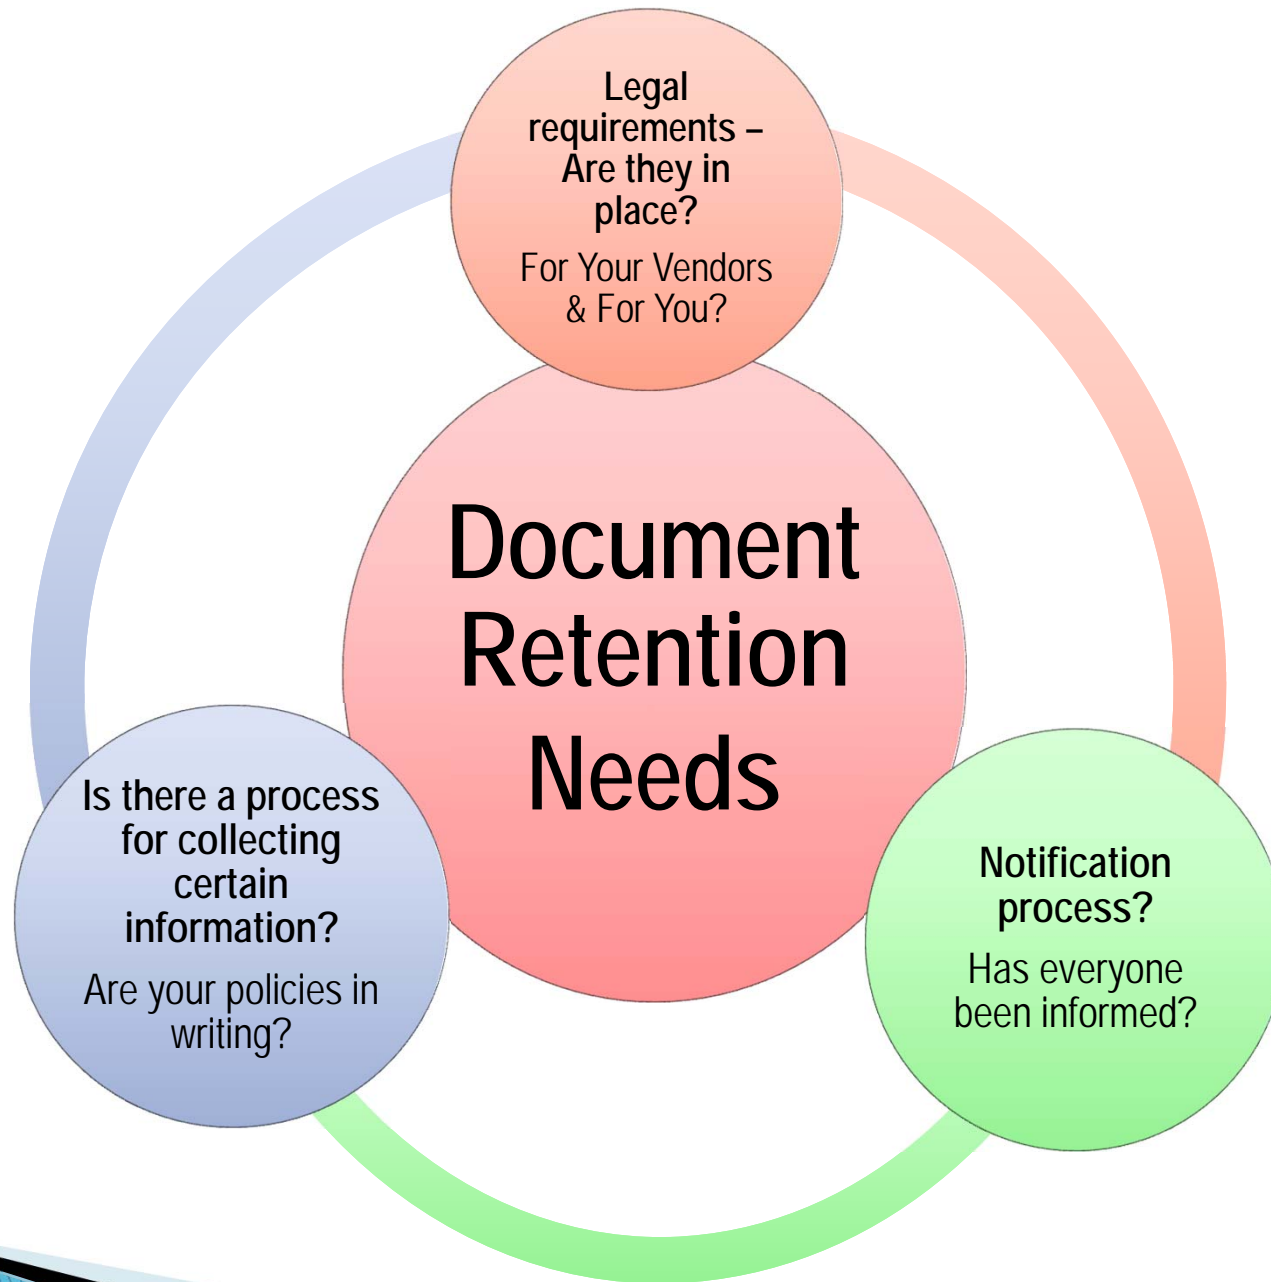 Legal
requirements –
Are they in
place?
For Your Vendors
& For You?
Document
Retention
Needs
Is there a process
for collecting
certain
information?
Are your policies in
writing?
Notification
process?
Has everyone
been informed?